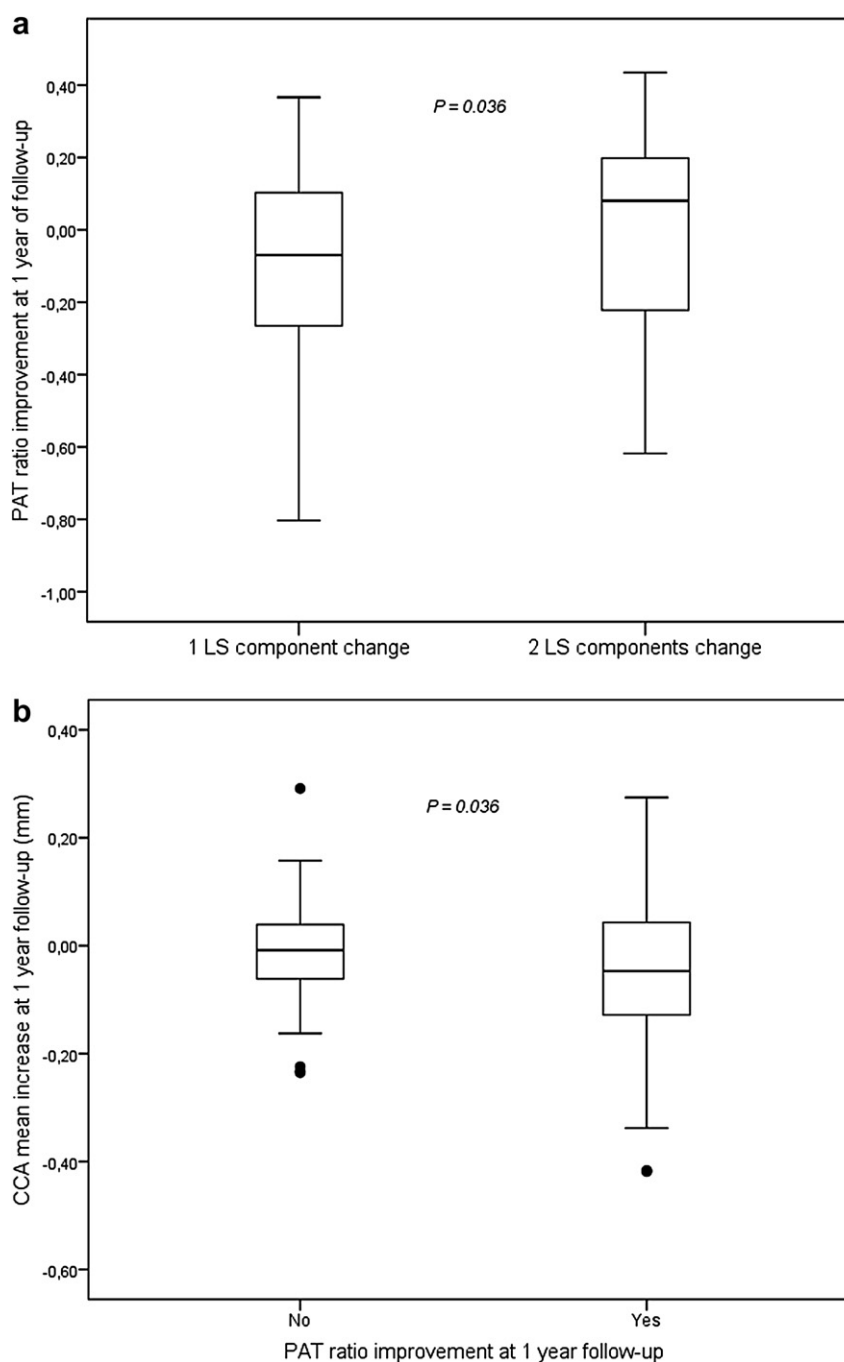 a
PAT ratio improvement at 1 year of follow-up
0,40
0,20
0,00
-0,20
-0,40
-0,60
-0,80
-1,00
P = 0.036
1 LS component change
2 LS components change
b
CCA mean increase at 1 year follow-up (mm)
0,40
0,20
0,00
-0,20
-0,40
-0,60
P = 0.036
No
Yes
PAT ratio improvement at 1 year follow-up